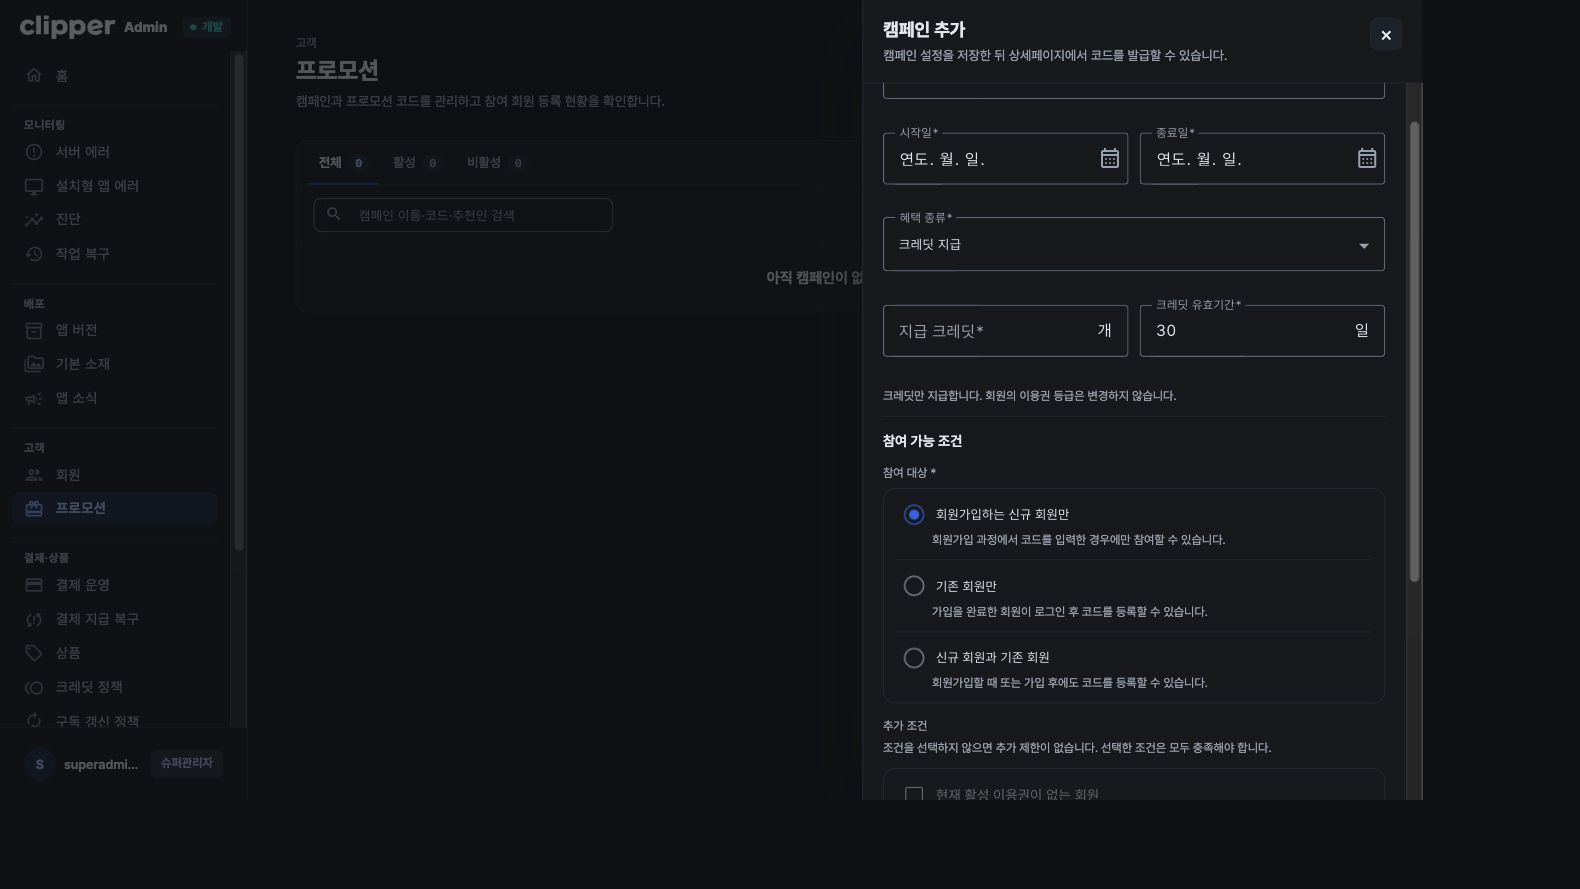 clipper Admin 개발
홈
모니터링
서버 에러
설치형 앱 에러
진단
작업 복구
배포
앱 버전
기본 소재
앱 소식
고객
회원
프로모션
결제·상품
결제 운영
결제 지급 복구
상품
크레딧 정책
구독 갱신 정책
S superadmi... 슈퍼관리자
고객
프로모션
캠페인과 프로모션 코드를 관리하고 참여 회원 등록 현황을 확인합니다.
전체 0 활성 0 비활성 0
캠페인 이름·코드·추천인 검색
아직 캠페인이 없
캠페인 추가
캠페인 설정을 저장한 뒤 상세페이지에서 코드를 발급할 수 있습니다.
시작일* 종료일*
연도. 월. 일. 연도. 월. 일.
혜택 종류*
크레딧 지급
크레딧 유효기간*
지급 크레딧* 개 30 일
크레딧만 지급합니다. 회원의 이용권 등급은 변경하지 않습니다.
참여 가능 조건
참여 대상 *
회원가입하는 신규 회원만
회원가입 과정에서 코드를 입력한 경우에만 참여할 수 있습니다.
기존 회원만
가입을 완료한 회원이 로그인 후 코드를 등록할 수 있습니다.
신규 회원과 기존 회원
회원가입할 때 또는 가입 후에도 코드를 등록할 수 있습니다.
추가 조건
조건을 선택하지 않으면 추가 제한이 없습니다. 선택한 조건은 모두 충족해야 합니다.
현재 활성 이용권이 없는 회원